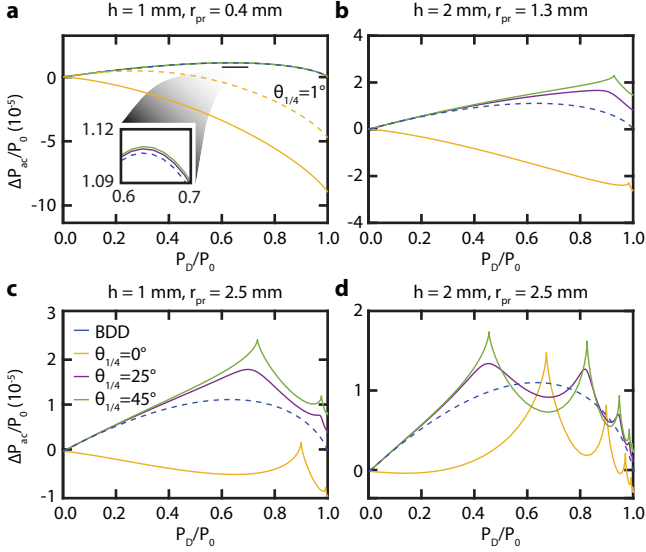 a
h = 1 mm, r_pr = 0.4 mm
ΔP_ac/P_0 (10^-5)
0
-5
-10
θ_1/4=1°
1.12
1.09
0.6
0.7
0.0
0.2
0.4
0.6
0.8
1.0
P_D/P_0
b
h = 2 mm, r_pr = 1.3 mm
4
2
0
-2
-4
0.0
0.2
0.4
0.6
0.8
1.0
P_D/P_0
c
h = 1 mm, r_pr = 2.5 mm
ΔP_ac/P_0 (10^-5)
3
2
1
0
-1
BDD
θ_1/4=0°
θ_1/4=25°
θ_1/4=45°
0.0
0.2
0.4
0.6
0.8
1.0
P_D/P_0
d
h = 2 mm, r_pr = 2.5 mm
2
1
0
0.0
0.2
0.4
0.6
0.8
1.0
P_D/P_0